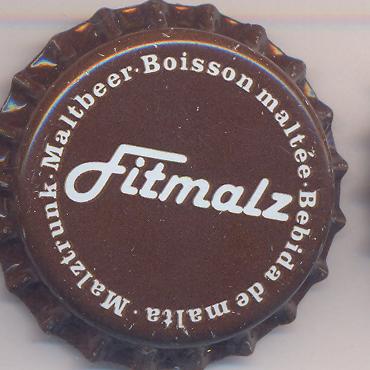 Fitmalz
Malztrunk · Maltbeer · Boisson maltée · Bebida de malta ·